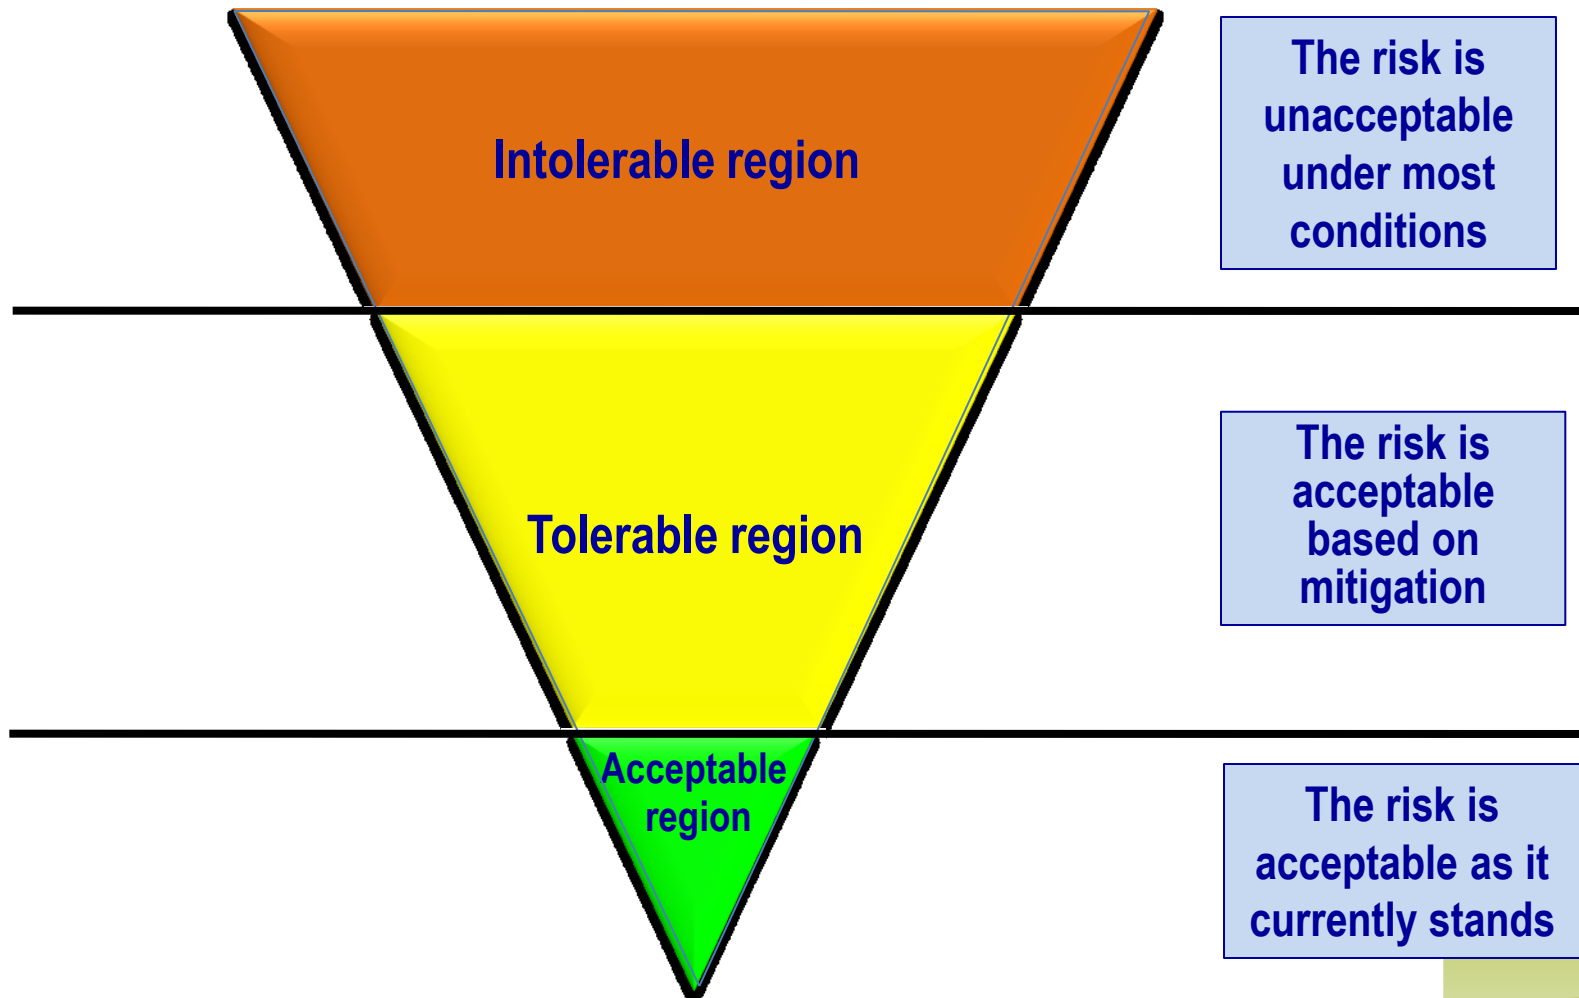 The risk is
unacceptable
under most
conditions
Intolerable region
The risk is
acceptable
based on
mitigation
Tolerable region
Acceptable
region
The risk is
acceptable as it
currently stands